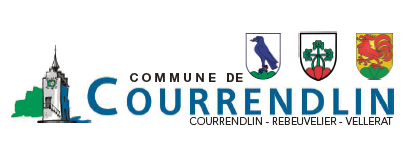 COMMUNE DE
COURRENDLIN
COURRENDLIN - REBEUVELIER - VELLERAT